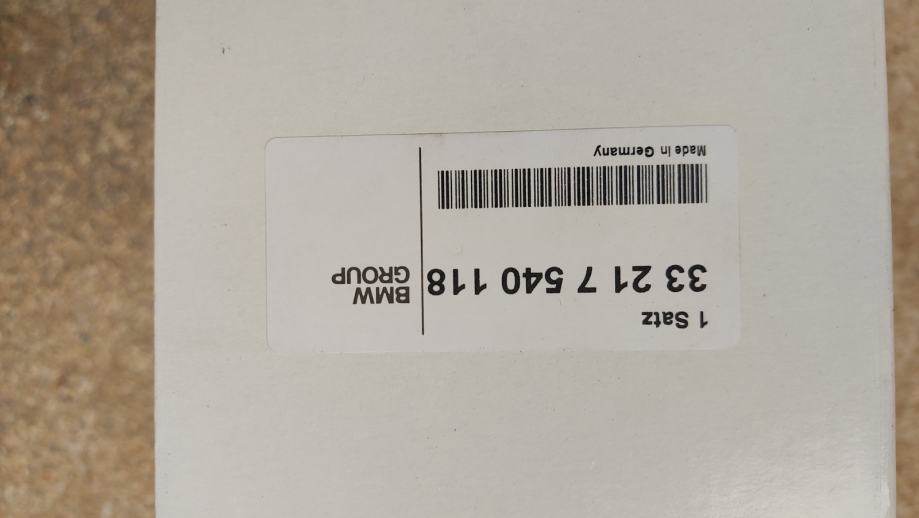 1 Satz
33 21 7 540 118
Made in Germany
BMW
GROUP